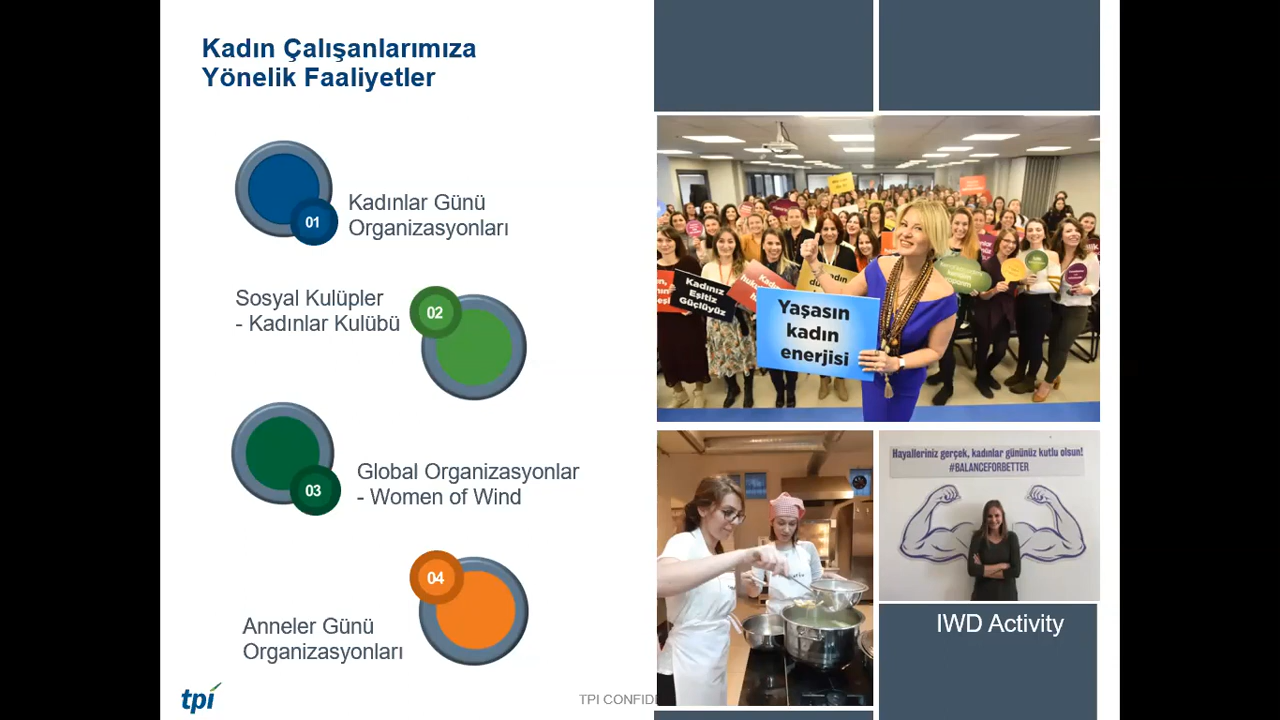 Kadın Çalışanlarımıza
Yönelik Faaliyetler
01
Kadınlar Günü
Organizasyonları
Sosyal Kulüpler
- Kadınlar Kulübü
02
03
Global Organizasyonlar
- Women of Wind
04
Anneler Günü
Organizasyonları
tpi
TPI CONFID
Kadınız
Eşitiz
Güçlüyüz
Yaşasın
kadın
enerjisi
Hayalleriniz gerçek, kadınlar gününüz kutlu olsun!
#BALANCEFORBETTER
IWD Activity